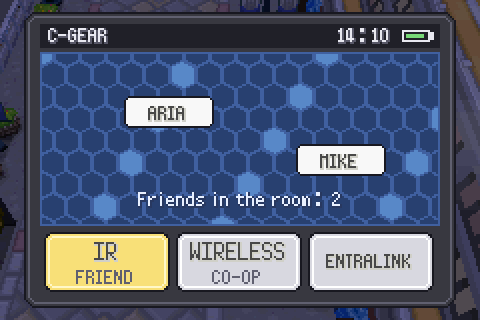 C-GEAR 14:10
ARIA
MIKE
Friends in the room: 2
IR WIRELESS ENTRALINK
FRIEND CO-OP